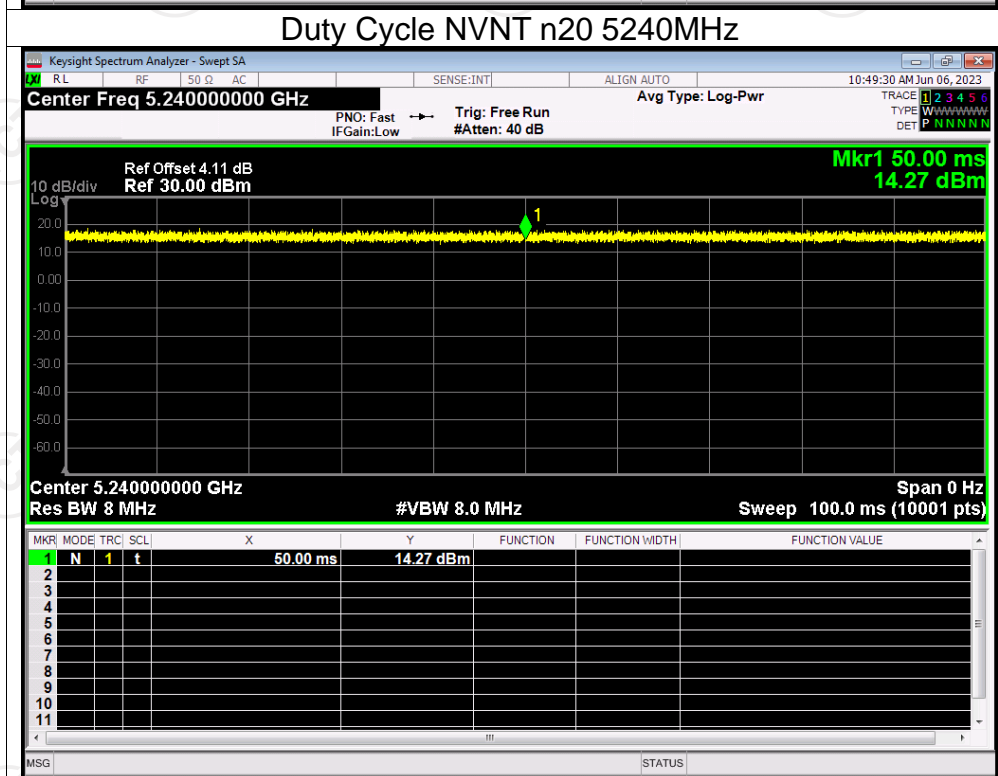 Duty Cycle NVNT n20 5240MHz
Keysight Spectrum Analyzer - Swept SA
LXI RL RF 50 Ω AC SENSE:INT ALIGN AUTO 10:49:30 AM Jun 06, 2023
Center Freq 5.240000000 GHz Avg Type: Log-Pwr TRACE 1 2 3 4 5 6
PNO: Fast Trig: Free Run TYPE WWWWWW
IFGain:Low #Atten: 40 dB DET P N N N N N
Ref Offset 4.11 dB Mkr1 50.00 ms
10 dB/div Ref 30.00 dBm 14.27 dBm
Log
1
20.0
10.0
0.00
-10.0
-20.0
-30.0
-40.0
-50.0
-60.0
Center 5.240000000 GHz Span 0 Hz
Res BW 8 MHz #VBW 8.0 MHz Sweep 100.0 ms (10001 pts)
MKR MODE TRC SCL X Y FUNCTION FUNCTION WIDTH FUNCTION VALUE
1 N 1 t 50.00 ms 14.27 dBm
2
3
4
5
6
7
8
9
10
11
MSG STATUS